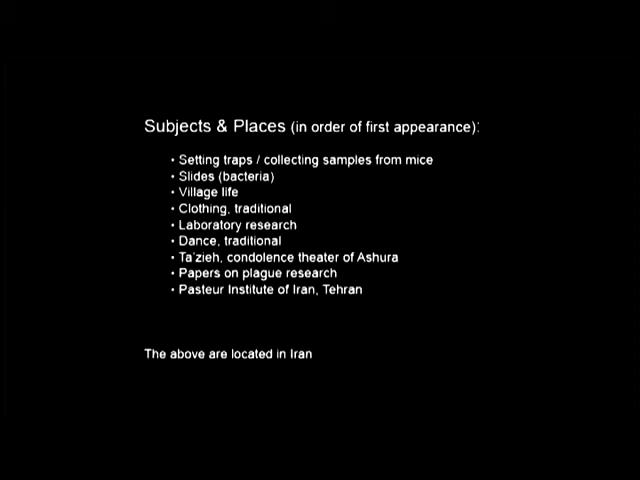 Subjects & Places (in order of first appearance):
• Setting traps / collecting samples from mice
• Slides (bacteria)
• Village life
• Clothing, traditional
• Laboratory research
• Dance, traditional
• Ta'zieh, condolence theater of Ashura
• Papers on plague research
• Pasteur Institute of Iran, Tehran
The above are located in Iran